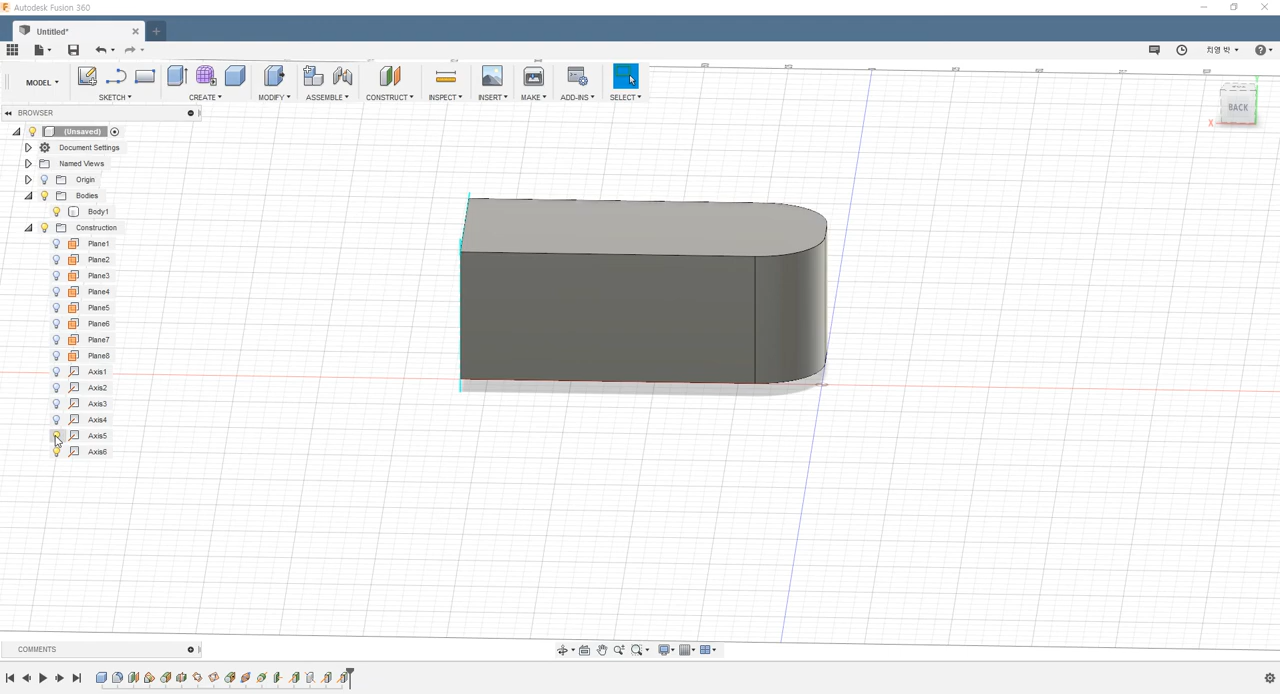 Autodesk Fusion 360
Untitled*
치영 박
MODEL
SKETCH
CREATE
MODIFY
ASSEMBLE
CONSTRUCT
INSPECT
INSERT
MAKE
ADD-INS
SELECT
BROWSER
BACK
X
(Unsaved)
Document Settings
Named Views
Origin
Bodies
Body1
Construction
Plane1
Plane2
Plane3
Plane4
Plane5
Plane6
Plane7
Plane8
Axis1
Axis2
Axis3
Axis4
Axis5
Axis6
COMMENTS